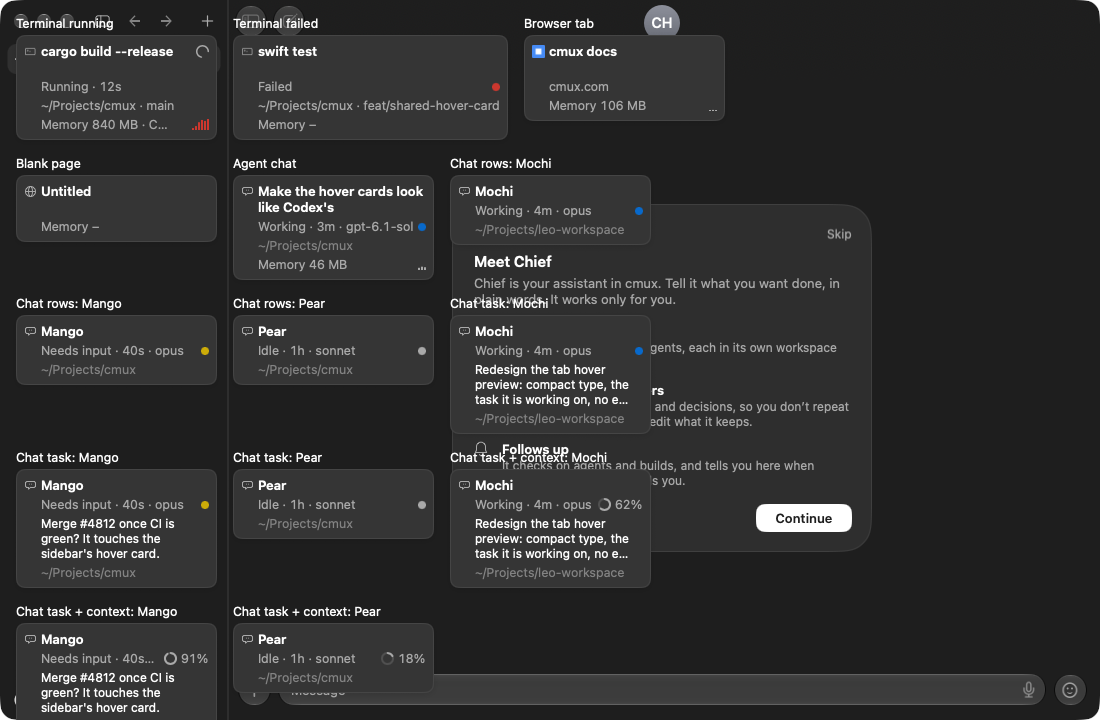 Terminal running
cargo build --release
Running · 12s
~/Projects/cmux · main
Memory 840 MB · C...
Terminal failed
swift test
Failed
~/Projects/cmux · feat/shared-hover-card
Memory –
Browser tab
CH
cmux docs
cmux.com
Memory 106 MB
...
Blank page
Untitled
Memory –
Agent chat
Make the hover cards look
like Codex's
Working · 3m · gpt-6.1-sol
~/Projects/cmux
Memory 46 MB
Chat rows: Mochi
Mochi
Working · 4m · opus
~/Projects/leo-workspace
Skip
Meet Chief
Chief is your assistant in cmux. Tell it what you want done, in
plain words. It works only for you.
Chat rows: Mango
Mango
Needs input · 40s · opus
~/Projects/cmux
Chat rows: Pear
Pear
Idle · 1h · sonnet
~/Projects/cmux
Chat task: Mochi
Mochi
Working · 4m · opus
Redesign the tab hover
preview: compact type, the
task it is working on, no e...
~/Projects/leo-workspace
gents, each in its own workspace
rs
and decisions, so you don't repeat
edit what it keeps.
Follows up
It checks on agents and builds, and tells you here when
s you.
Continue
Chat task: Mango
Mango
Needs input · 40s · opus
Merge #4812 once CI is
green? It touches the
sidebar's hover card.
~/Projects/cmux
Chat task: Pear
Pear
Idle · 1h · sonnet
~/Projects/cmux
Chat task + context: Mochi
Mochi
Working · 4m · opus 62%
Redesign the tab hover
preview: compact type, the
task it is working on, no e...
~/Projects/leo-workspace
Chat task + context: Mango
Mango
Needs input · 40s... 91%
Merge #4812 once CI is
green? It touches the
sidebar's hover card.
Chat task + context: Pear
Pear
Idle · 1h · sonnet 18%
Message